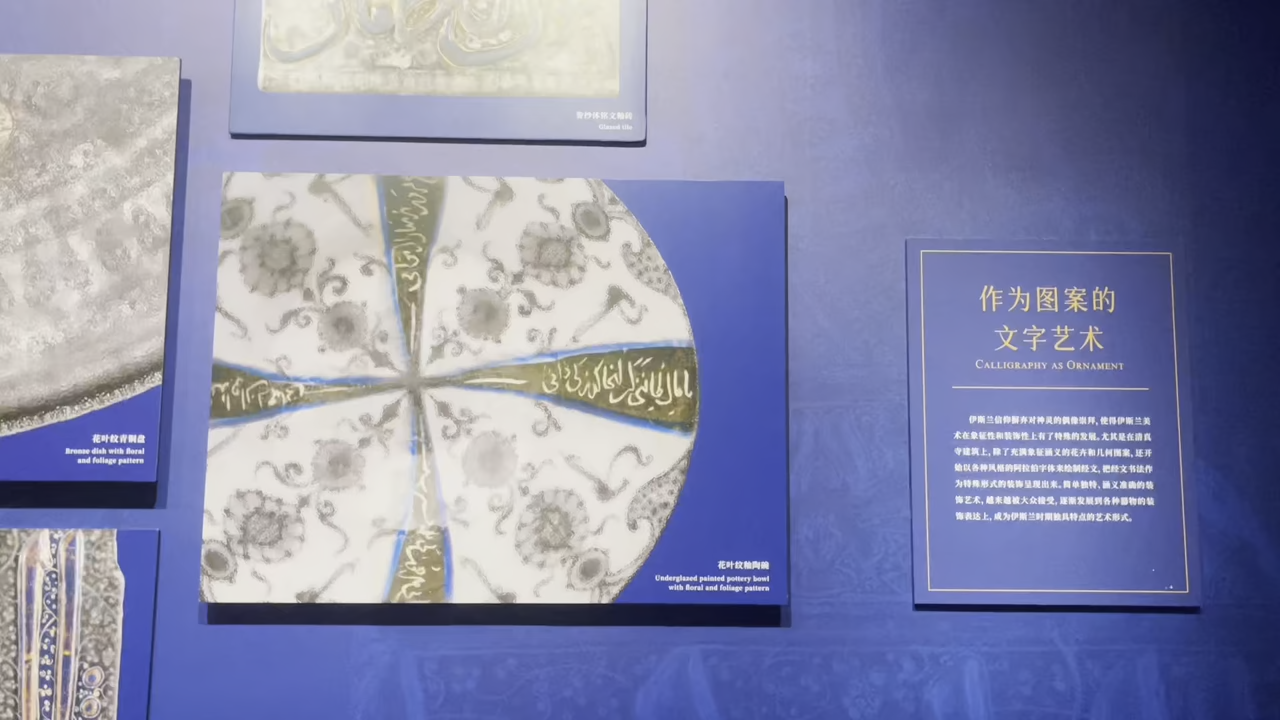 Glazed tile
花叶纹青铜盘
Bronze dish with floral
and foliage pattern
花叶纹釉陶碗
Underglazed painted pottery bowl
with floral and foliage pattern
作为图案的
文字艺术
CALLIGRAPHY AS ORNAMENT
伊斯兰信仰摒弃对神灵的偶像崇拜，使得伊斯兰美
术在象征性和装饰性上有了特殊的发展。尤其是在清真
寺建筑上，除了充满象征涵义的花卉和几何图案，还开
始以各种风格的阿拉伯字体来绘制经文，把经文书法作
为特殊形式的装饰呈现出来。简单独特、涵义准确的装
饰艺术，越来越被大众接受，逐渐发展到各种器物的装
饰表达上，成为伊斯兰时期独具特点的艺术形式。